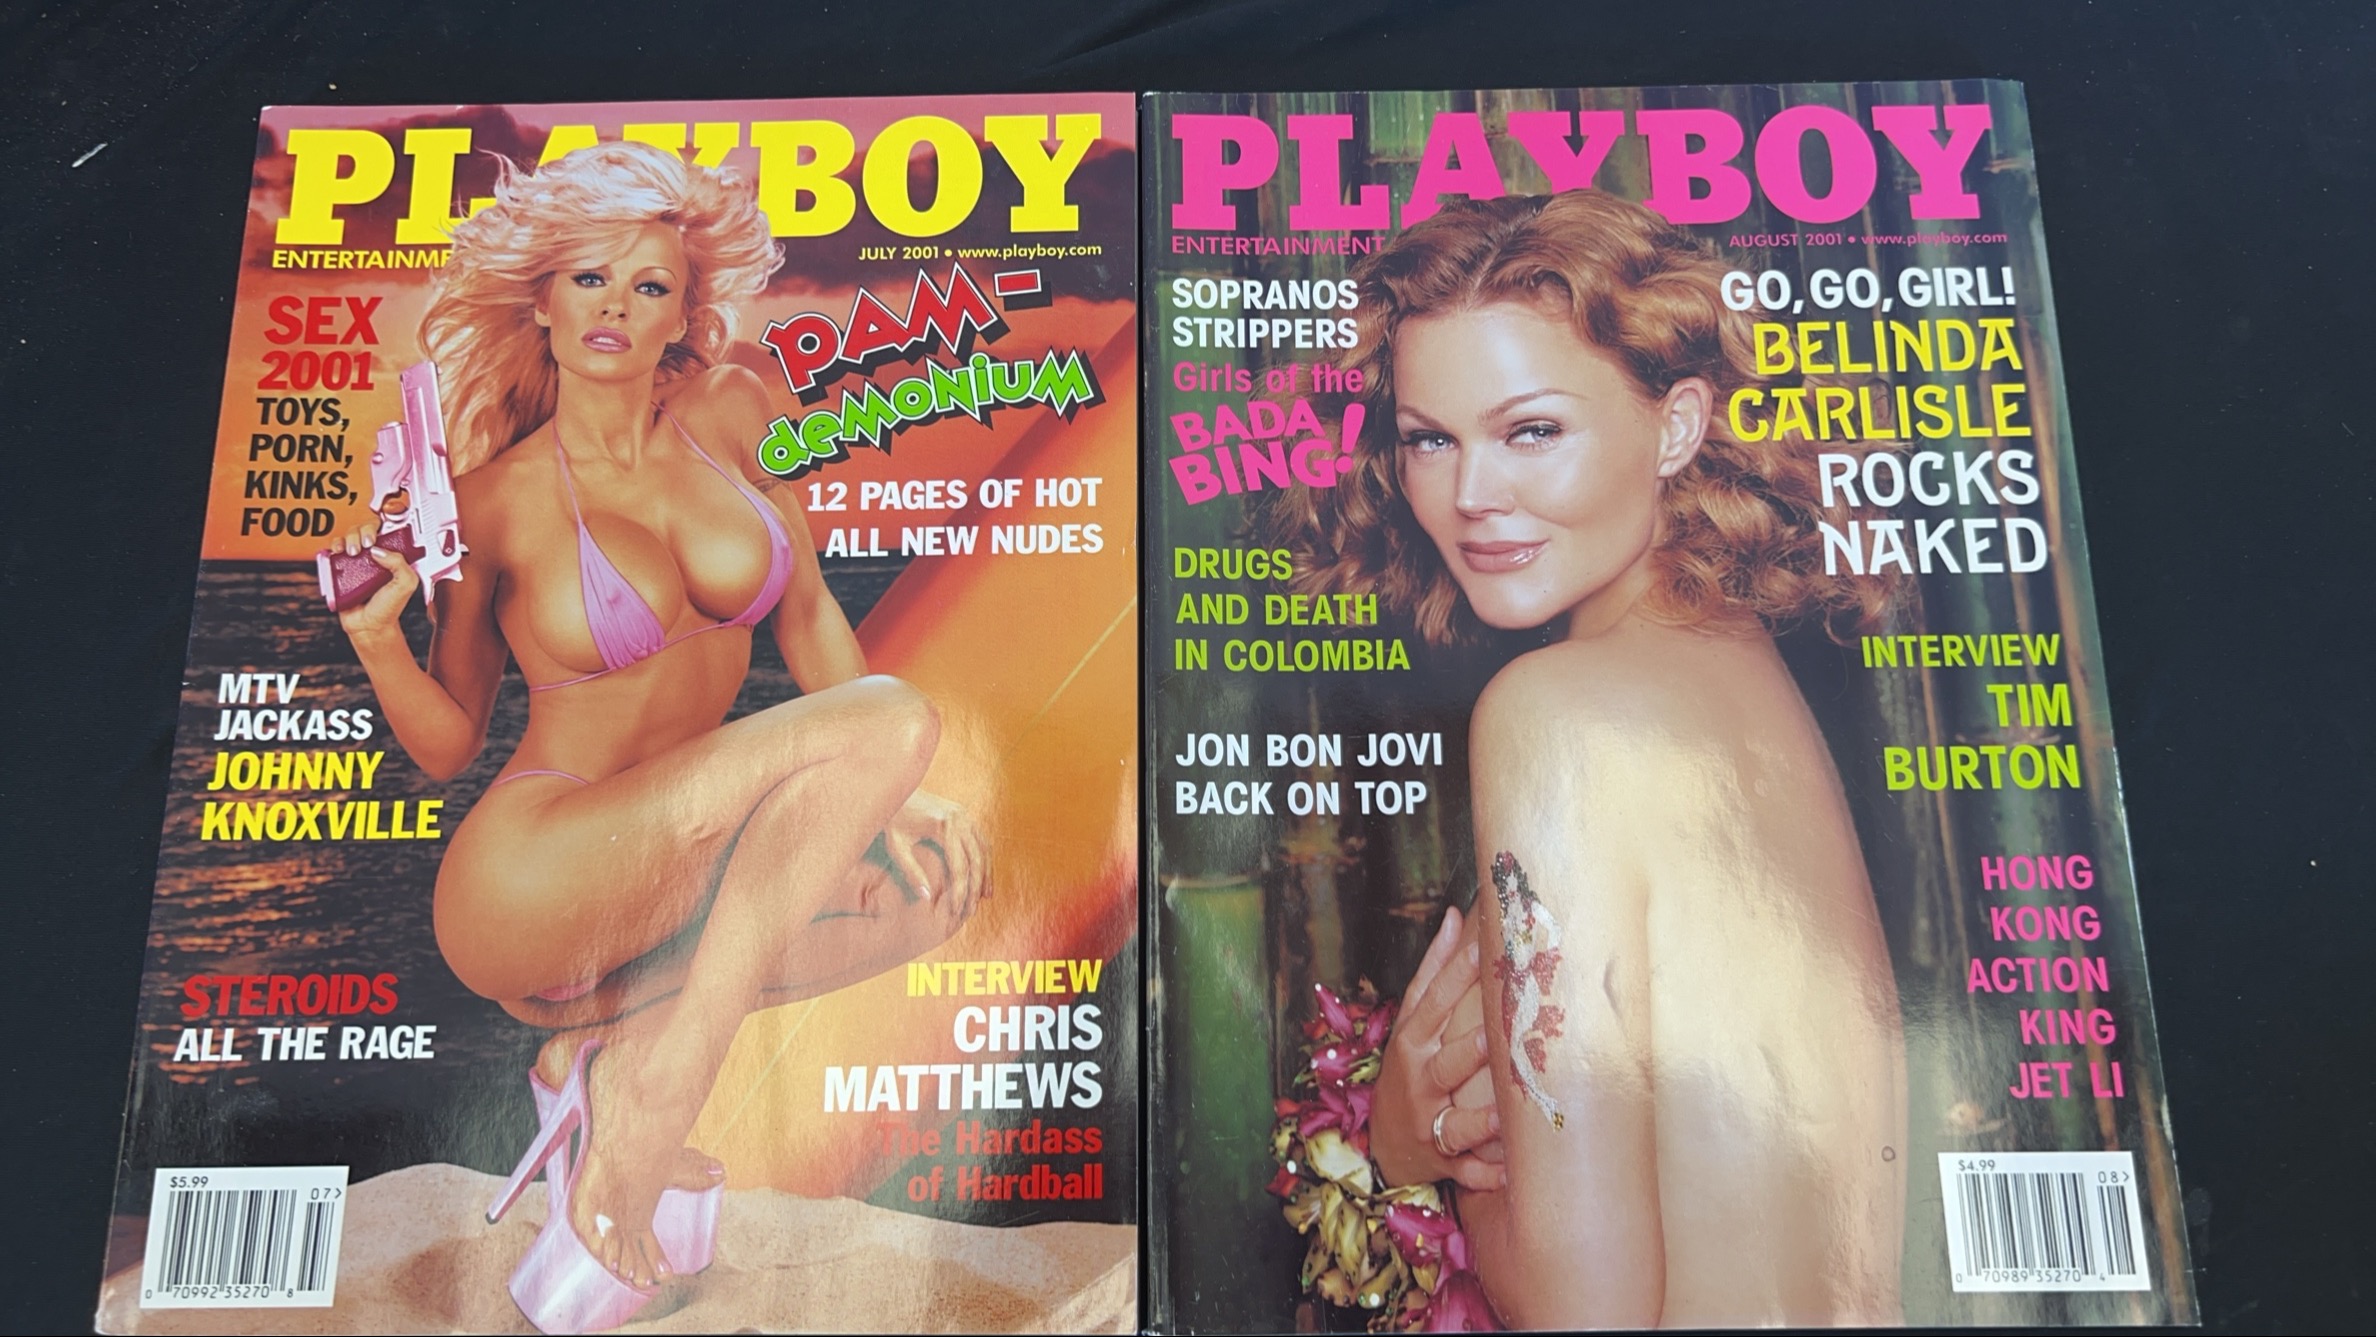 PLAYBOY
ENTERTAINME
JULY 2001 • www.playboy.com
SEX
2001
TOYS,
PORN,
KINKS,
FOOD
PAM-
DEMONIUM
12 PAGES OF HOT
ALL NEW NUDES
MTV
JACKASS
JOHNNY
KNOXVILLE
STEROIDS
ALL THE RAGE
INTERVIEW
CHRIS
MATTHEWS
The Hardass
of Hardball
$5.99
07>
0 70992 35270 8
PLAYBOY
ENTERTAINMENT
AUGUST 2001 • www.playboy.com
SOPRANOS
STRIPPERS
Girls of the
BADA
BING!
DRUGS
AND DEATH
IN COLOMBIA
JON BON JOVI
BACK ON TOP
GO, GO, GIRL!
BELINDA
CARLISLE
ROCKS
NAKED
INTERVIEW
TIM
BURTON
HONG
KONG
ACTION
KING
JET LI
$4.99
08>
0 70989 35270 4